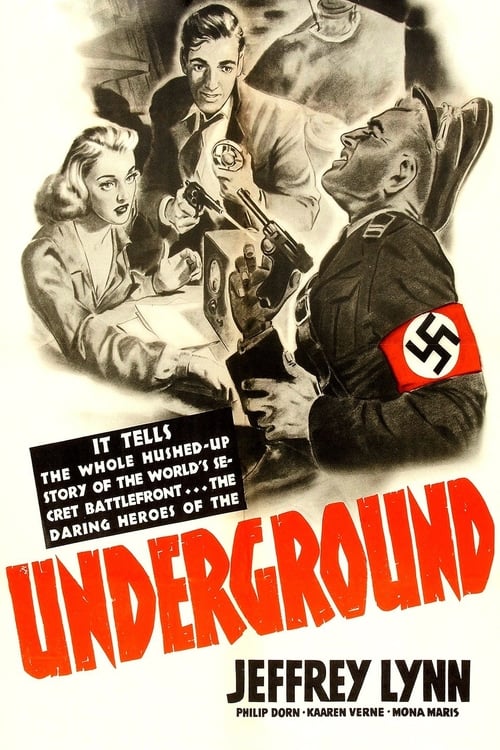 IT TELLS
THE WHOLE HUSHED-UP
STORY OF THE WORLD'S SE-
CRET BATTLEFRONT...THE
DARING HEROES OF THE
UNDERGROUND
JEFFREY LYNN
PHILIP DORN · KAAREN VERNE · MONA MARIS